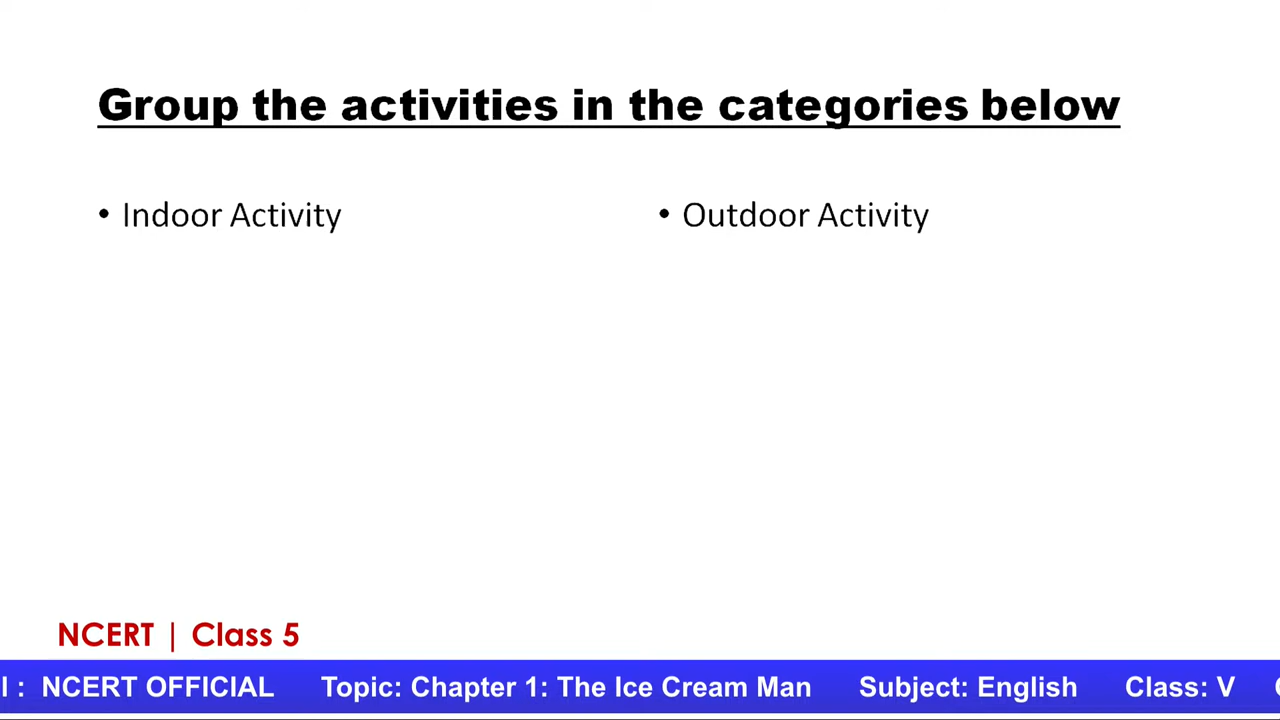 Group the activities in the categories below
• Indoor Activity
• Outdoor Activity
NCERT | Class 5
l : NCERT OFFICIAL Topic: Chapter 1: The Ice Cream Man Subject: English Class: V